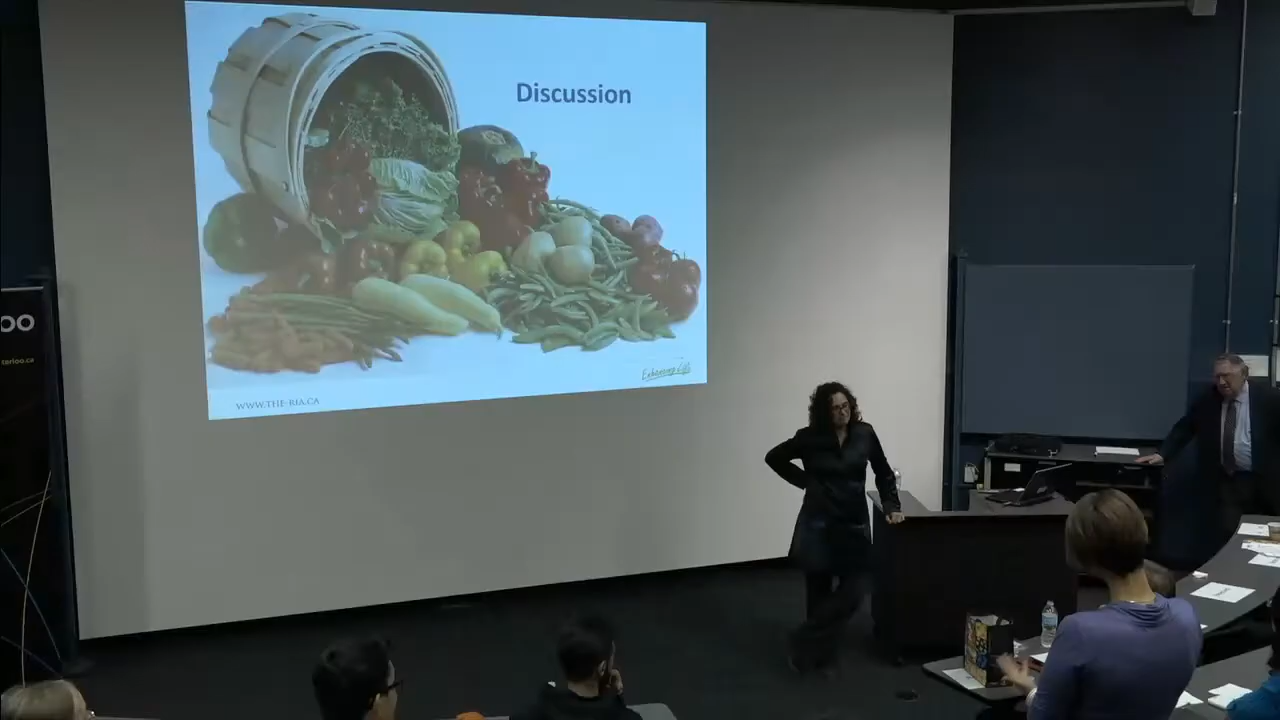 Discussion
Enhancing Life
WWW.THE-RIA.CA
OO
terloo.ca